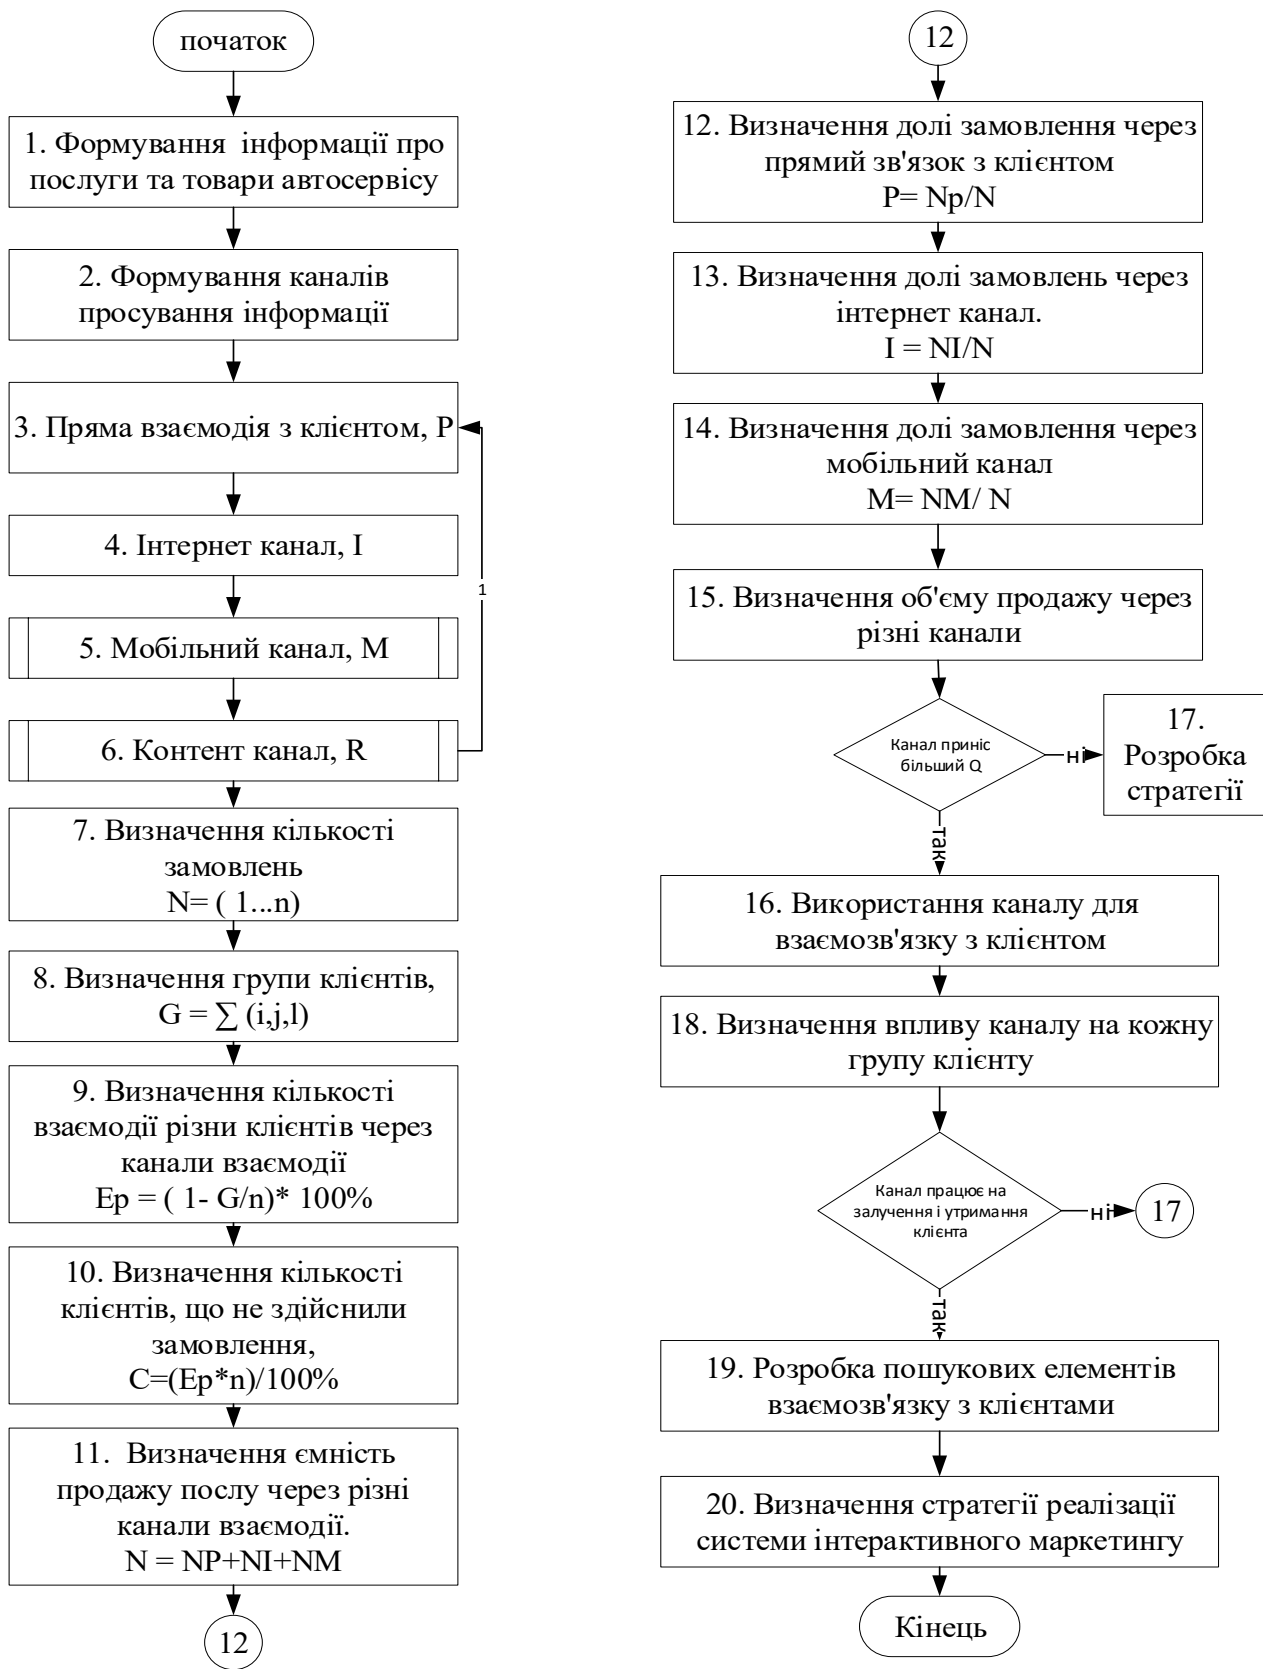 початок
1. Формування інформації про
послуги та товари автосервісу
2. Формування каналів
просування інформації
3. Пряма взаємодія з клієнтом, P
4. Інтернет канал, I
1
5. Мобільний канал, M
6. Контент канал, R
7. Визначення кількості
замовлень
N= ( 1...n)
8. Визначення групи клієнтів,
G = ∑ (i,j,l)
9. Визначення кількості
взаємодії різни клієнтів через
канали взаємодії
Ep = ( 1- G/n)* 100%
10. Визначення кількості
клієнтів, що не здійснили
замовлення,
C=(Ep*n)/100%
11. Визначення ємність
продажу послу через різні
канали взаємодії.
N = NP+NI+NM
12
12
12. Визначення долі замовлення через
прямий зв'язок з клієнтом
P= Np/N
13. Визначення долі замовлень через
інтернет канал.
I = NI/N
14. Визначення долі замовлення через
мобільний канал
M= NM/ N
15. Визначення об'єму продажу через
різні канали
Канал приніс
більший Q
ні
17.
Розробка
стратегії
так
16. Використання каналу для
взаємозв'язку з клієнтом
18. Визначення впливу каналу на кожну
групу клієнту
Канал працює на
залучення і утримання
клієнта
ні
17
так
19. Розробка пошукових елементів
взаємозв'язку з клієнтами
20. Визначення стратегії реалізації
системи інтерактивного маркетингу
Кінець